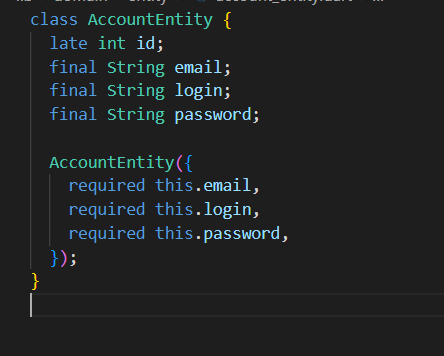 class AccountEntity {
late int id;
final String email;
final String login;
final String password;
AccountEntity({
required this.email,
required this.login,
required this.password,
});
}